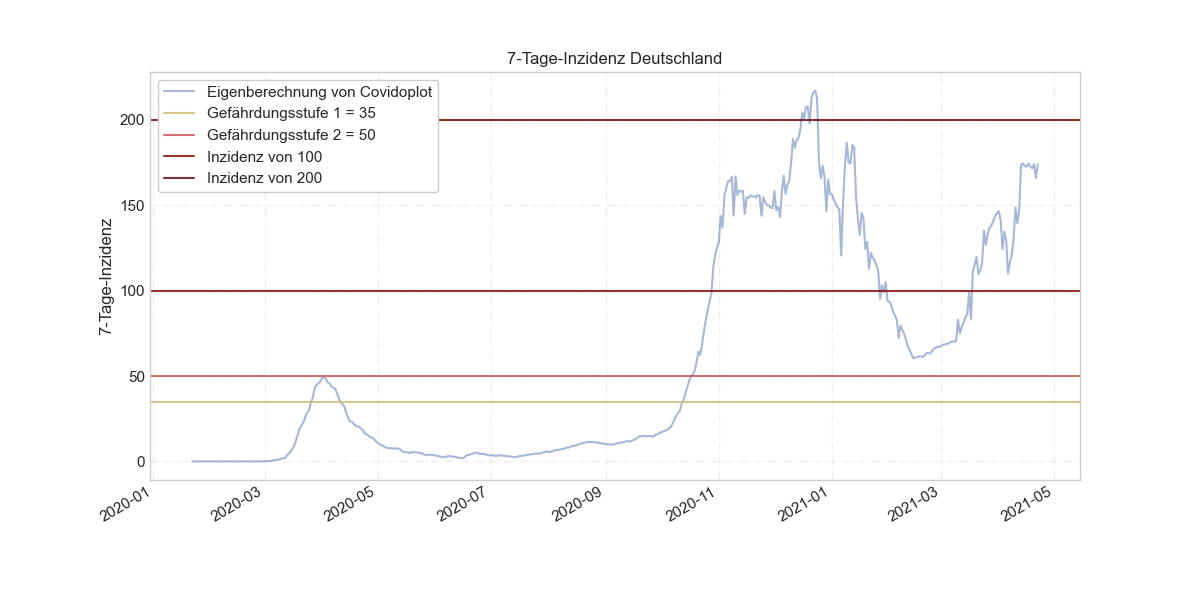 7-Tage-Inzidenz Deutschland
Eigenberechnung von Covidoplot
Gefährdungsstufe 1 = 35
Gefährdungsstufe 2 = 50
Inzidenz von 100
Inzidenz von 200
7-Tage-Inzidenz
200
150
100
50
0
2020-01
2020-03
2020-05
2020-07
2020-09
2020-11
2021-01
2021-03
2021-05